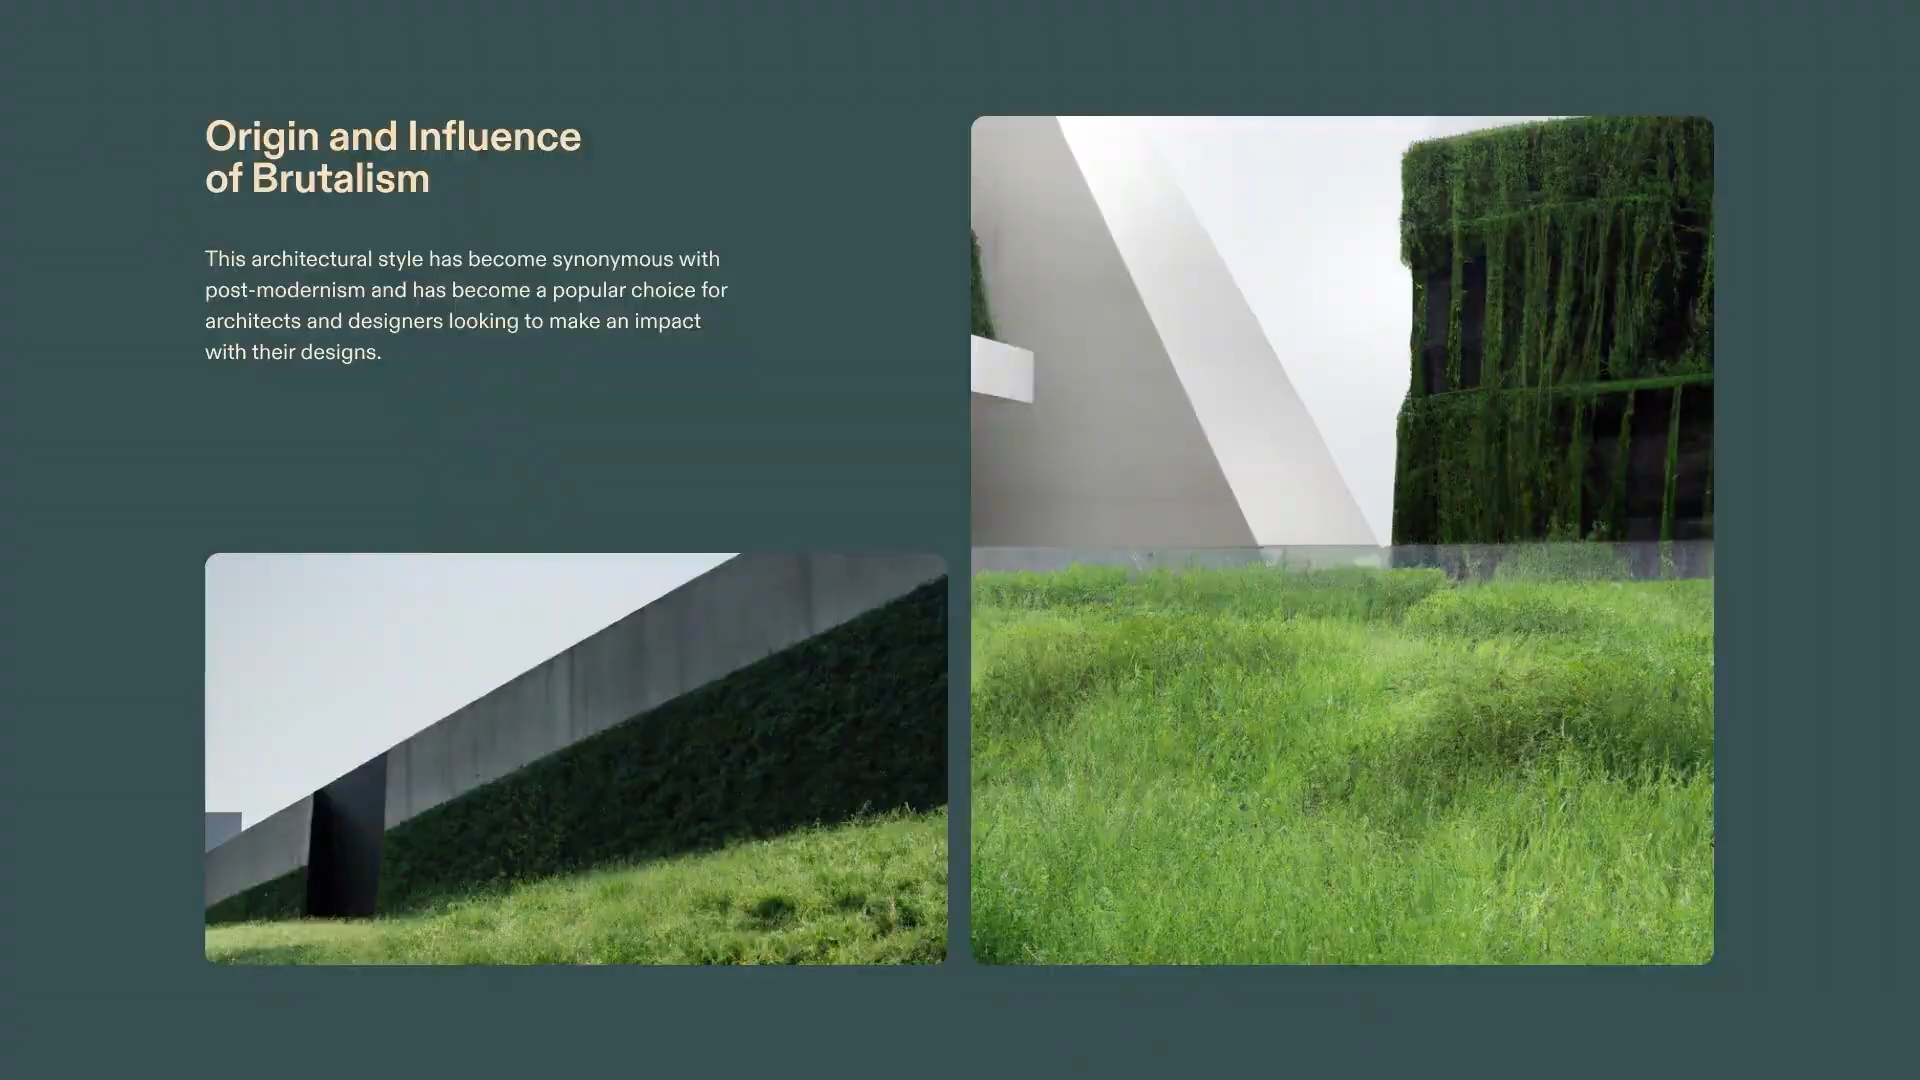 Origin and Influence
of Brutalism
This architectural style has become synonymous with
post-modernism and has become a popular choice for
architects and designers looking to make an impact
with their designs.